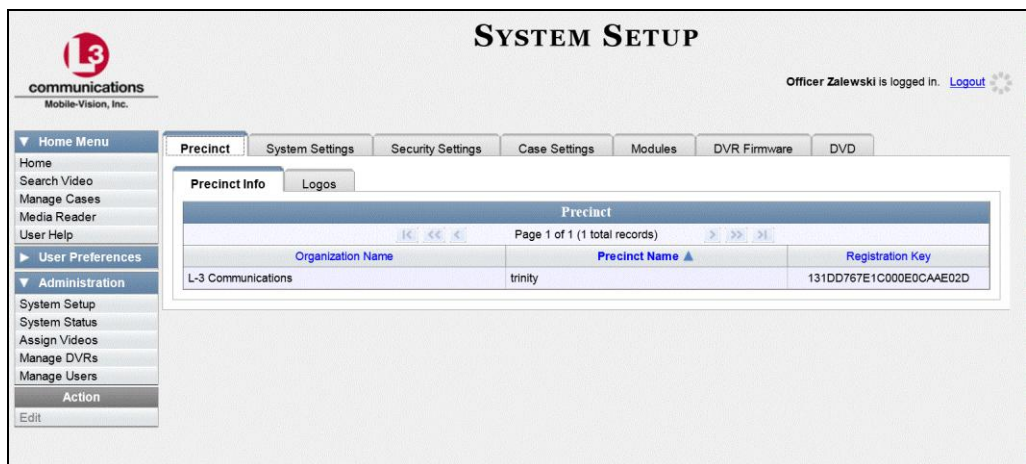 SYSTEM SETUP
L3
communications
Mobile-Vision, Inc.
Officer Zalewski is logged in. Logout
▼ Home Menu
Home
Search Video
Manage Cases
Media Reader
User Help
▶ User Preferences
▼ Administration
System Setup
System Status
Assign Videos
Manage DVRs
Manage Users
Action
Edit
Precinct System Settings Security Settings Case Settings Modules DVR Firmware DVD
Precinct Info Logos
Precinct
Page 1 of 1 (1 total records)
Organization Name Precinct Name ▲ Registration Key
L-3 Communications trinity 131DD767E1C000E0CAAE02D